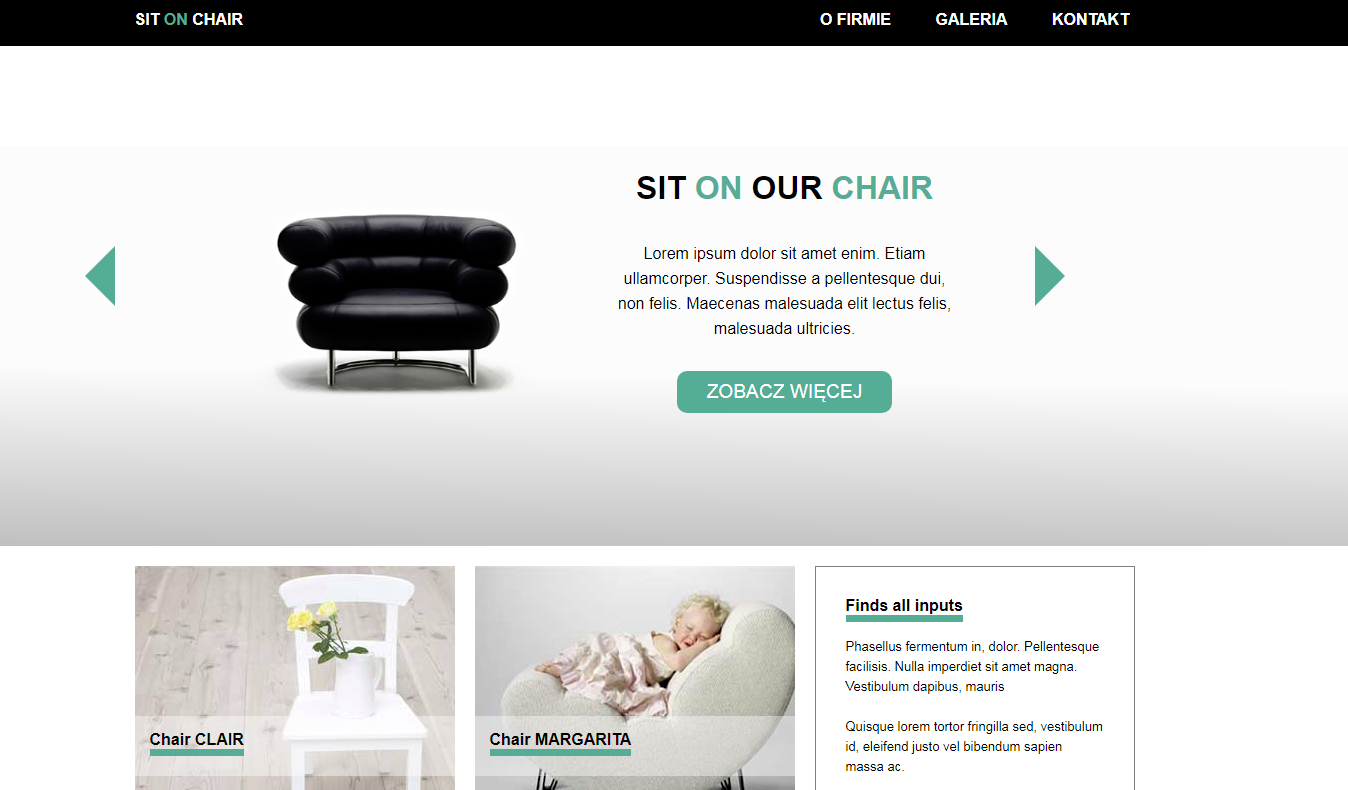 SIT ON CHAIR
O FIRMIE
GALERIA
KONTAKT
SIT ON OUR CHAIR
Lorem ipsum dolor sit amet enim. Etiam
ullamcorper. Suspendisse a pellentesque dui,
non felis. Maecenas malesuada elit lectus felis,
malesuada ultricies.
ZOBACZ WIĘCEJ
Chair CLAIR
Chair MARGARITA
Finds all inputs
Phasellus fermentum in, dolor. Pellentesque
facilisis. Nulla imperdiet sit amet magna.
Vestibulum dapibus, mauris
Quisque lorem tortor fringilla sed, vestibulum
id, eleifend justo vel bibendum sapien
massa ac.